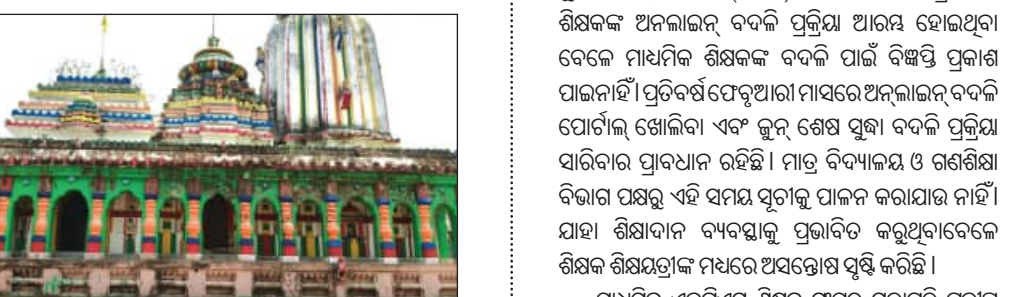 ଶିକ୍ଷକଙ୍କ ଅନଲାଇନ୍ ବଦଳି ପ୍ରକ୍ରିୟା ଆରମ୍ଭ ହୋଇଥିବା
ବେଳେ ମାଧ୍ୟମିକ ଶିକ୍ଷକଙ୍କ ବଦଳି ପାଇଁ ବିଜ୍ଞପ୍ତି ପ୍ରକାଶ
ପାଇନାହିଁ। ପ୍ରତିବର୍ଷ ଫେବୃଆରୀ ମାସରେ ଅନ୍‌ଲାଇନ୍ ବଦଳି
ପୋର୍ଟାଲ୍ ଖୋଲିବା ଏବଂ ଜୁନ୍ ଶେଷ ସୁଦ୍ଧା ବଦଳି ପ୍ରକ୍ରିୟା
ସାରିବାର ପ୍ରାବଧାନ ରହିଛି। ମାତ୍ର ବିଦ୍ୟାଳୟ ଓ ଗଣଶିକ୍ଷା
ବିଭାଗ ପକ୍ଷରୁ ଏହି ସମୟ ସୂଚୀକୁ ପାଳନ କରାଯାଉ ନାହିଁ।
ଯାହା ଶିକ୍ଷାଦାନ ବ୍ୟବସ୍ଥାକୁ ପ୍ରଭାବିତ କରୁଥିବାବେଳେ
ଶିକ୍ଷକ ଶିକ୍ଷୟତ୍ରୀଙ୍କ ମଧ୍ୟରେ ଅସନ୍ତୋଷ ସୃଷ୍ଟି କରିଛି।